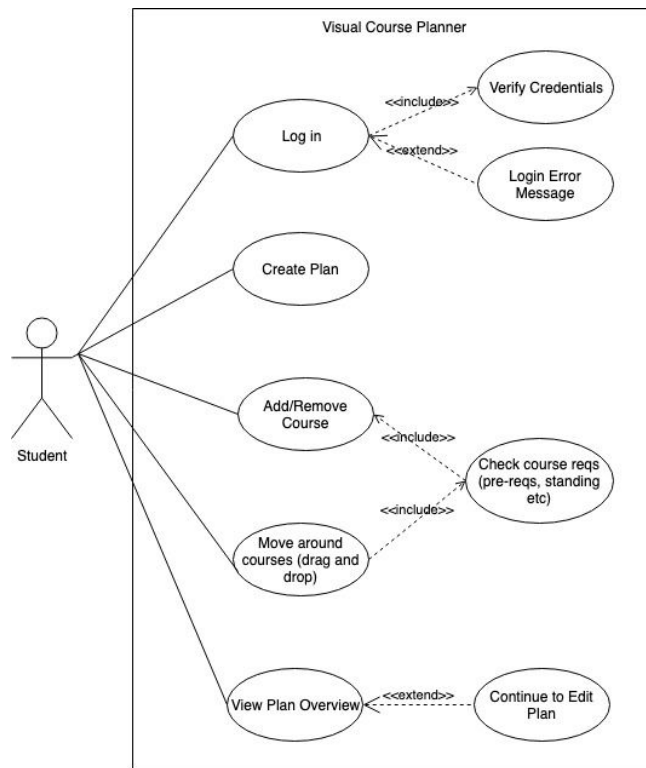 Visual Course Planner
Verify Credentials
<<include>>
Log in
<<extend>>
Login Error
Message
Create Plan
Student
Add/Remove
Course
<<include>>
Check course reqs
(pre-reqs, standing
etc)
<<include>>
Move around
courses (drag and
drop)
View Plan Overview
<<extend>>
Continue to Edit
Plan